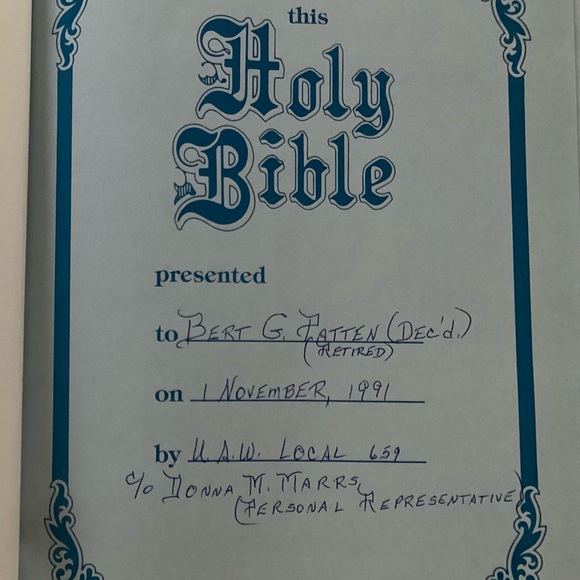 this
Holy
Bible
presented
to BERT G. PATTEN (DEC'd.)
(RETIRED)
on 1 NOVEMBER, 1991
by U.A.W. LOCAL 659
c/o DONNA M. MARRS,
(PERSONAL REPRESENTATIVE)